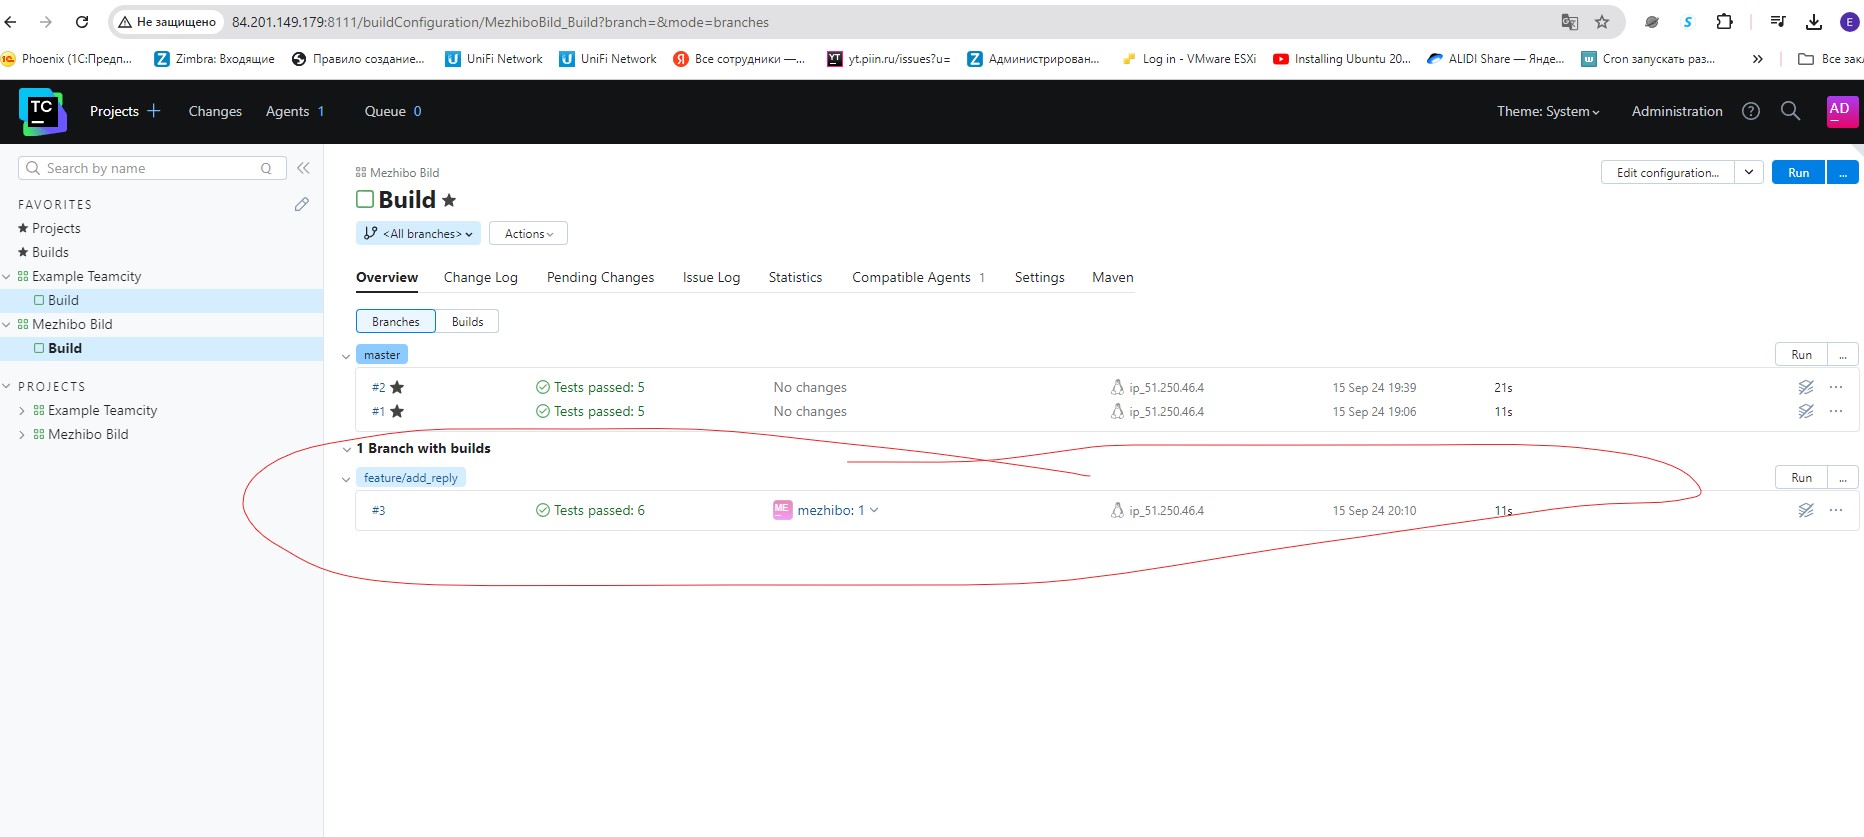 Не защищено 84.201.149.179:8111/buildConfiguration/MezhiboBild_Build?branch=&mode=branches S E
Phoenix (1С:Предп... Zimbra: Входящие Правило создание... UniFi Network UniFi Network Все сотрудники —... yt.piin.ru/issues?u= Администрирован... Log in - VMware ESXi Installing Ubuntu 20... ALIDI Share — Янде... Cron запускать раз... » Все зак
TC Projects Changes Agents 1 Queue 0 Theme: System Administration ? AD
Search by name Q
FAVORITES
Projects
Builds
Example Teamcity
Build
Mezhibo Bild
Build
PROJECTS
Example Teamcity
Mezhibo Bild
Mezhibo Bild
Build
Edit configuration... Run ...
<All branches> Actions
Overview Change Log Pending Changes Issue Log Statistics Compatible Agents 1 Settings Maven
Branches Builds
master Run ...
#2 Tests passed: 5 No changes ip_51.250.46.4 15 Sep 24 19:39 21s ...
#1 Tests passed: 5 No changes ip_51.250.46.4 15 Sep 24 19:06 11s ...
1 Branch with builds
feature/add_reply Run ...
#3 Tests passed: 6 ME mezhibo: 1 ip_51.250.46.4 15 Sep 24 20:10 11s ...